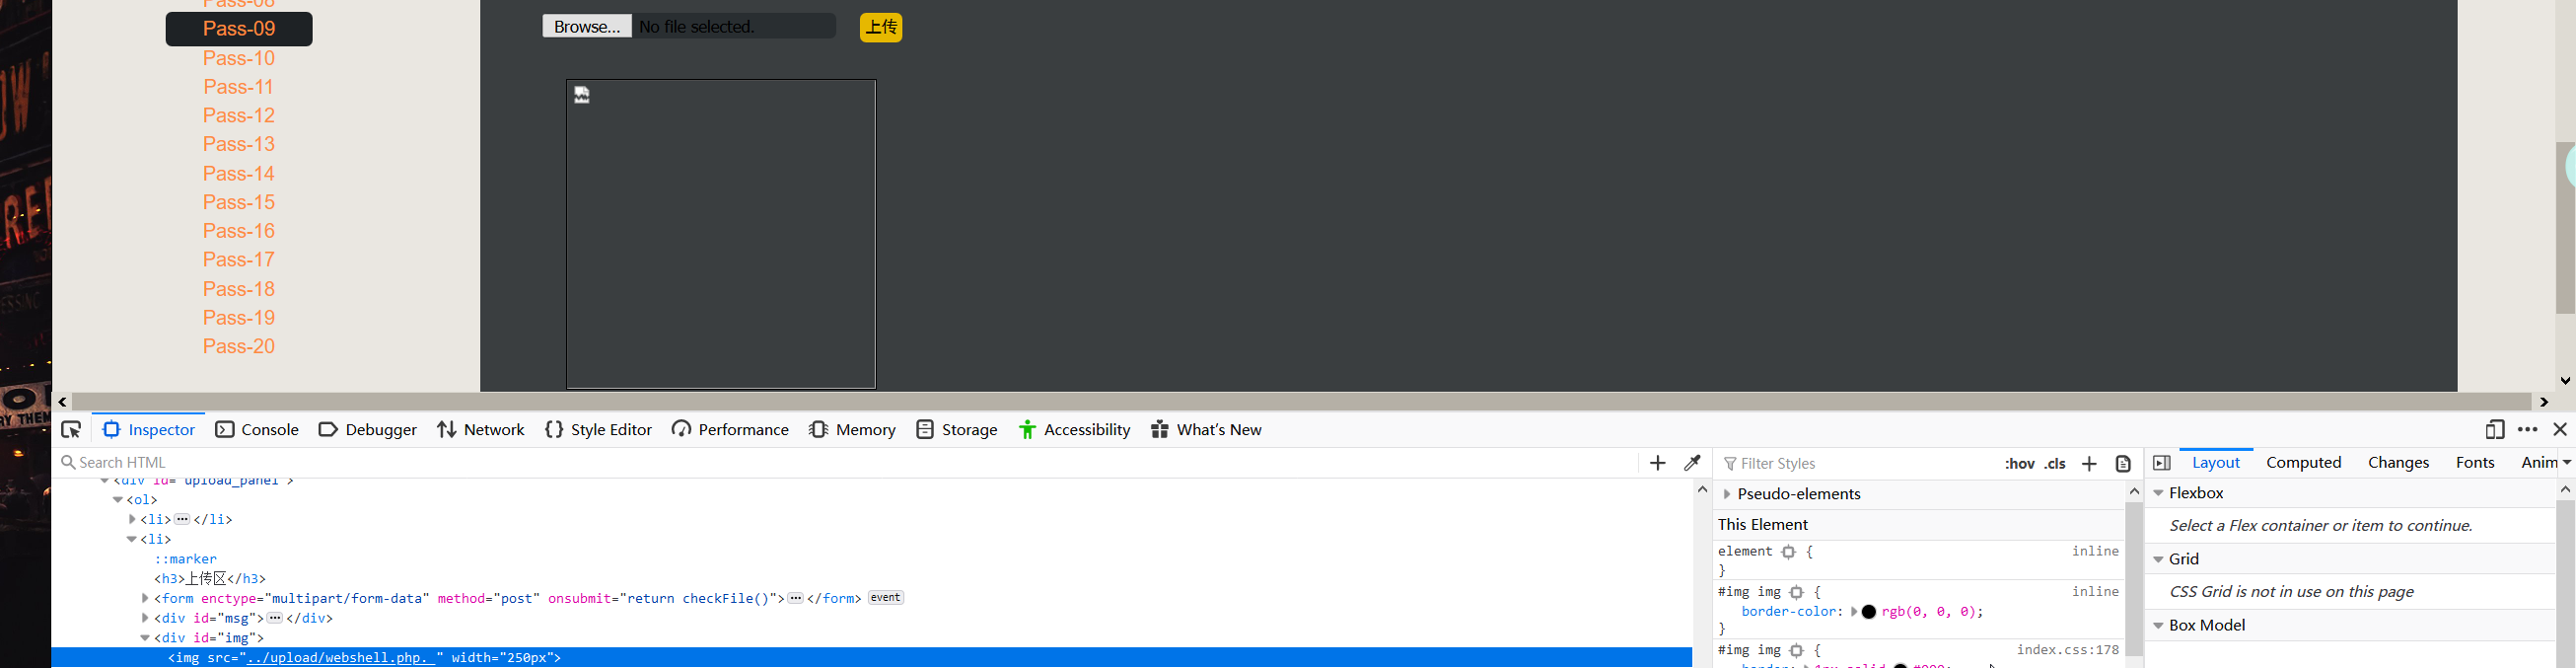 Pass-08
Pass-09
Pass-10
Pass-11
Pass-12
Pass-13
Pass-14
Pass-15
Pass-16
Pass-17
Pass-18
Pass-19
Pass-20
Browse... No file selected. 上传
Inspector Console Debugger Network Style Editor Performance Memory Storage Accessibility What's New
Search HTML
<div id="upload_panel">
<ol>
<li>…</li>
<li>
::marker
<h3>上传区</h3>
<form enctype="multipart/form-data" method="post" onsubmit="return checkFile()">…</form> event
<div id="msg">…</div>
<div id="img">
<img src="../upload/webshell.php. " width="250px">
Filter Styles :hov .cls
Pseudo-elements
This Element
element { inline
}
#img img { inline
border-color: rgb(0, 0, 0);
}
#img img { index.css:178
border: 1px solid #000;
Layout Computed Changes Fonts Anim
Flexbox
Select a Flex container or item to continue.
Grid
CSS Grid is not in use on this page
Box Model